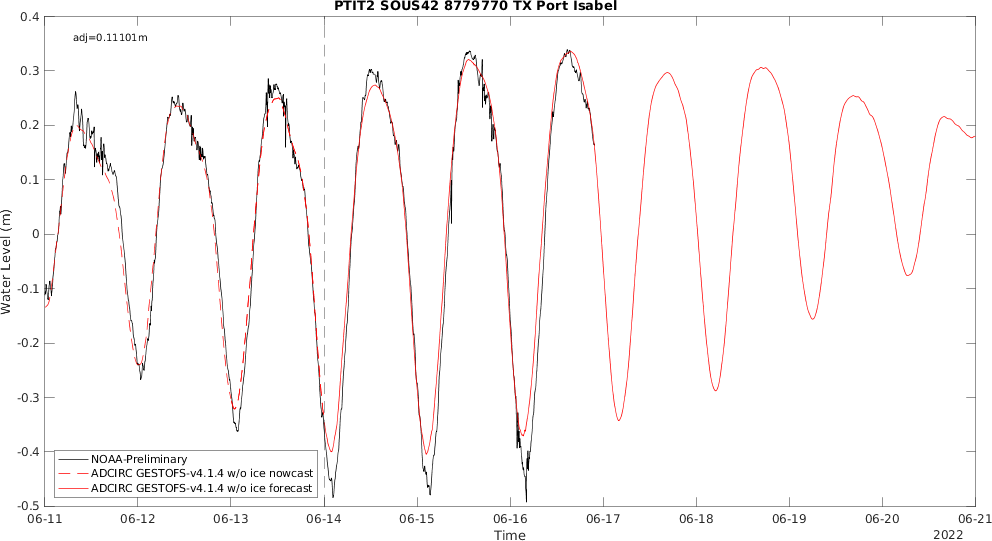 PTIT2 SOUS42 8779770 TX Port Isabel
adj=0.11101m
Water Level (m)
0.4
0.3
0.2
0.1
0
-0.1
-0.2
-0.3
-0.4
-0.5
NOAA-Preliminary
ADCIRC GESTOFS-v4.1.4 w/o ice nowcast
ADCIRC GESTOFS-v4.1.4 w/o ice forecast
06-11 06-12 06-13 06-14 06-15 06-16 06-17 06-18 06-19 06-20 06-21
Time
2022